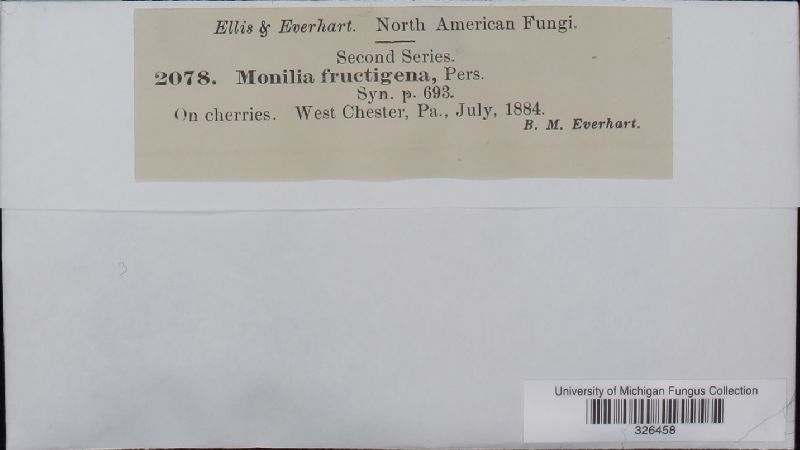 Ellis & Everhart. North American Fungi.
Second Series.
2078. Monilia fructigena, Pers.
Syn. p. 693.
On cherries. West Chester, Pa., July, 1884.
B. M. Everhart.
University of Michigan Fungus Collection
326458